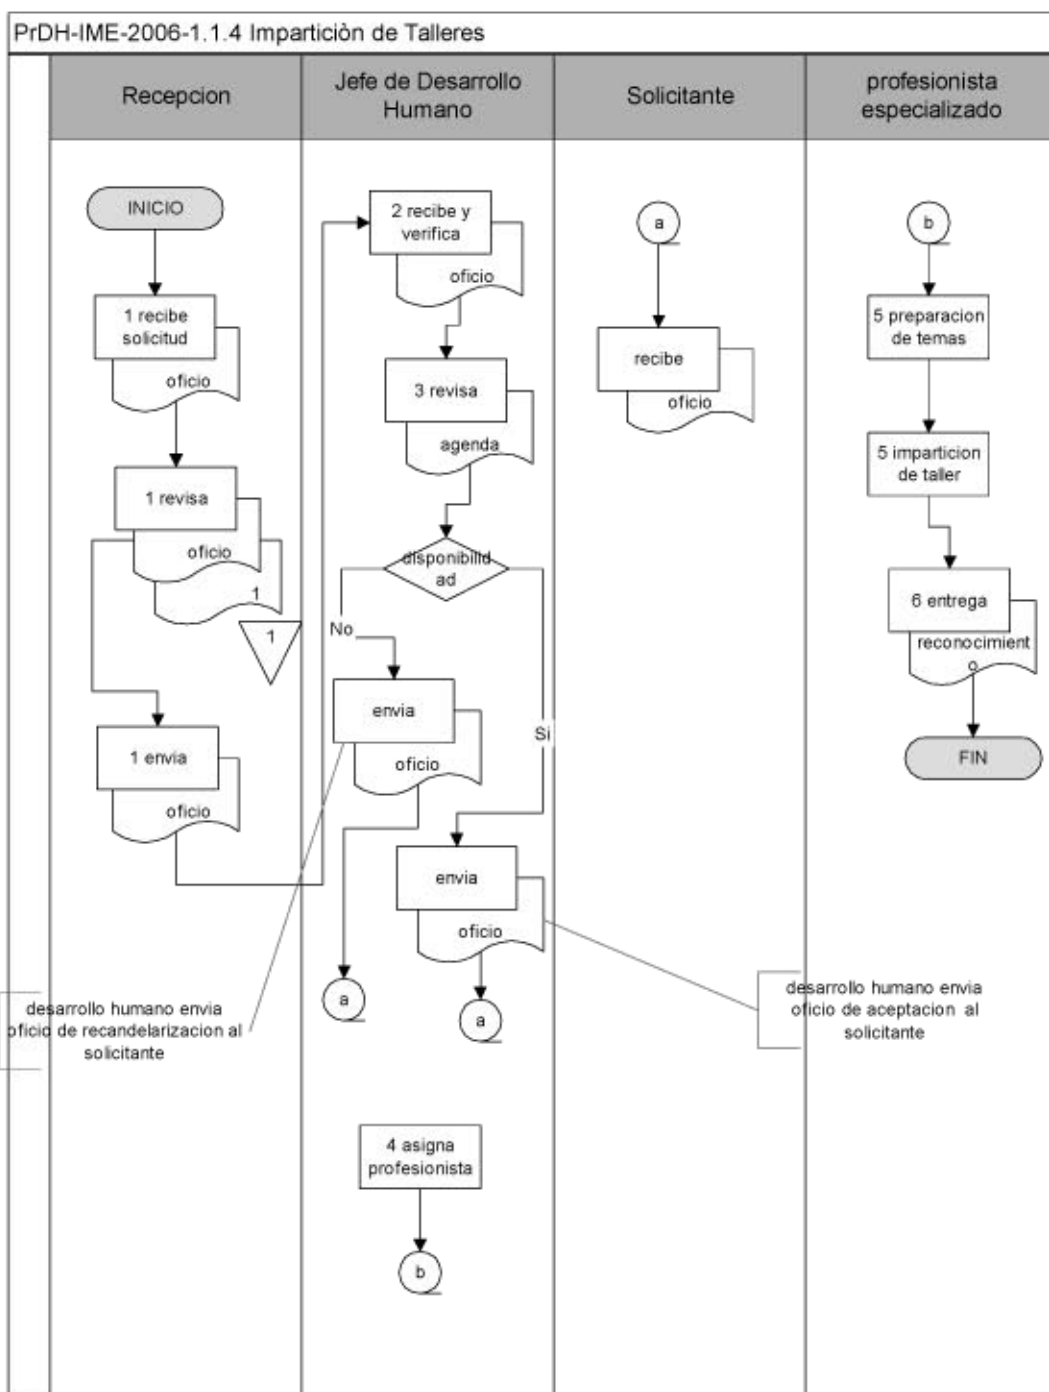 PrDH-IME-2006-1.1.4 Impartición de Talleres
Recepcion
Jefe de Desarrollo
Humano
Solicitante
profesionista
especializado
INICIO
1 recibe
solicitud
oficio
1 revisa
oficio
1
1
1 envia
oficio
2 recibe y
verifica
oficio
3 revisa
agenda
disponibilid
ad
No
Si
envia
oficio
envia
oficio
a
a
desarrollo humano envia
oficio de recandelarizacion al
solicitante
desarrollo humano envia
oficio de aceptacion al
solicitante
4 asigna
profesionista
b
a
recibe
oficio
b
5 preparacion
de temas
5 imparticion
de taller
6 entrega
reconocimient
o
FIN